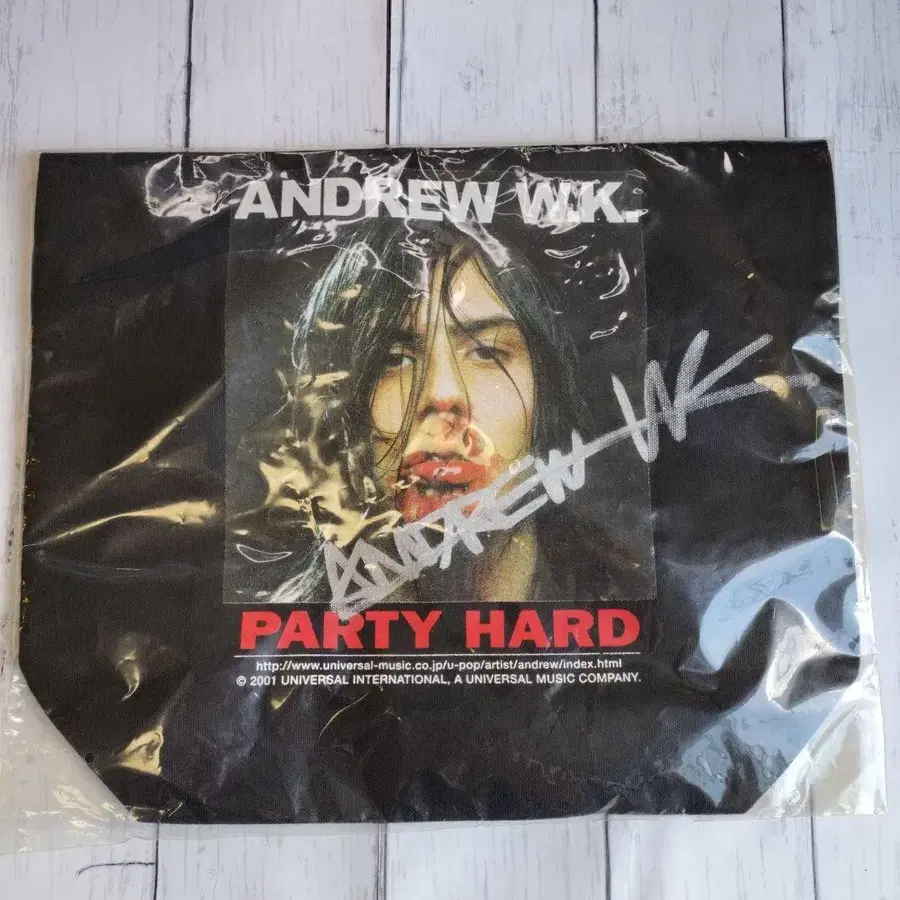 ANDREW W.K.
ANDREW WK
PARTY HARD
http://www.universal-music.co.jp/u-pop/artist/andrew/index.html
© 2001 UNIVERSAL INTERNATIONAL, A UNIVERSAL MUSIC COMPANY.